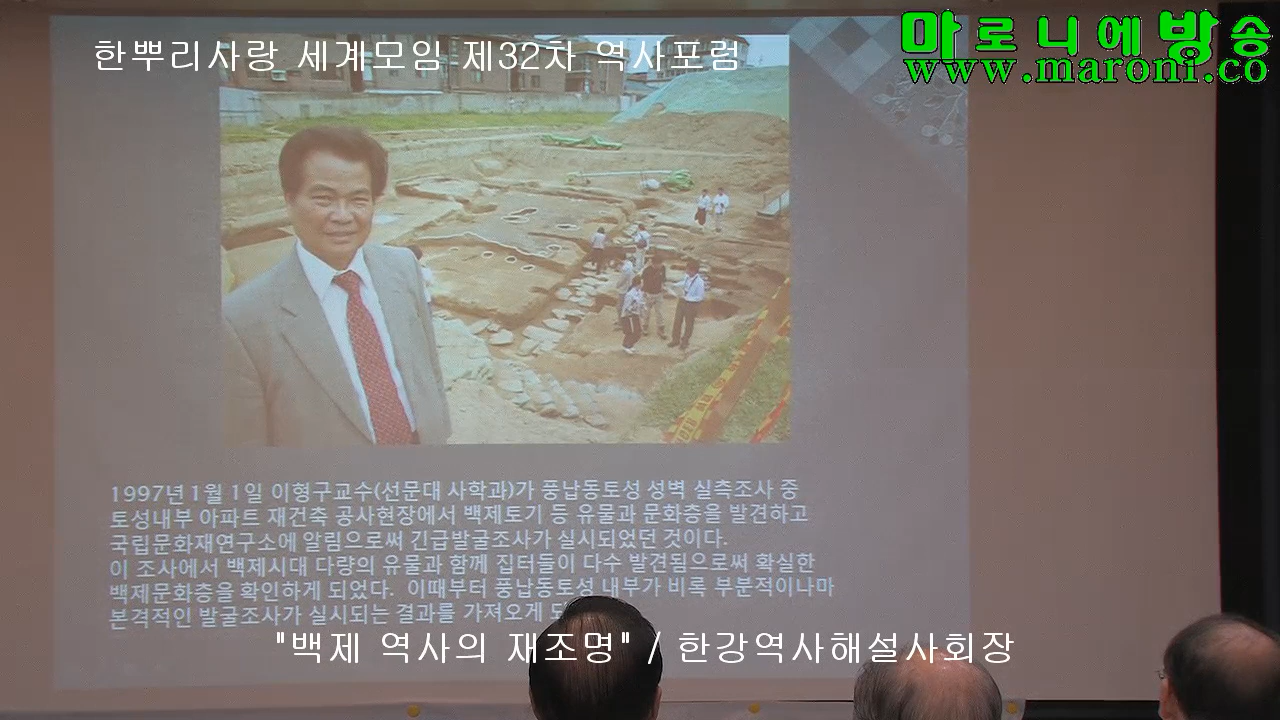 한뿌리사랑 세계모임 제32차 역사포럼
마로니에방송
www.maroni.co
1997년 1월 1일 이형구교수(선문대 사학과)가 풍납동토성 성벽 실측조사 중
토성내부 아파트 재건축 공사현장에서 백제토기 등 유물과 문화층을 발견하고
국립문화재연구소에 알림으로써 긴급발굴조사가 실시되었던 것이다.
이 조사에서 백제시대 다량의 유물과 함께 집터들이 다수 발견됨으로써 확실한
백제문화층을 확인하게 되었다. 이때부터 풍납동토성 내부가 비록 부분적이나마
본격적인 발굴조사가 실시되는 결과를 가져오게
"백제 역사의 재조명" / 한강역사해설사회장